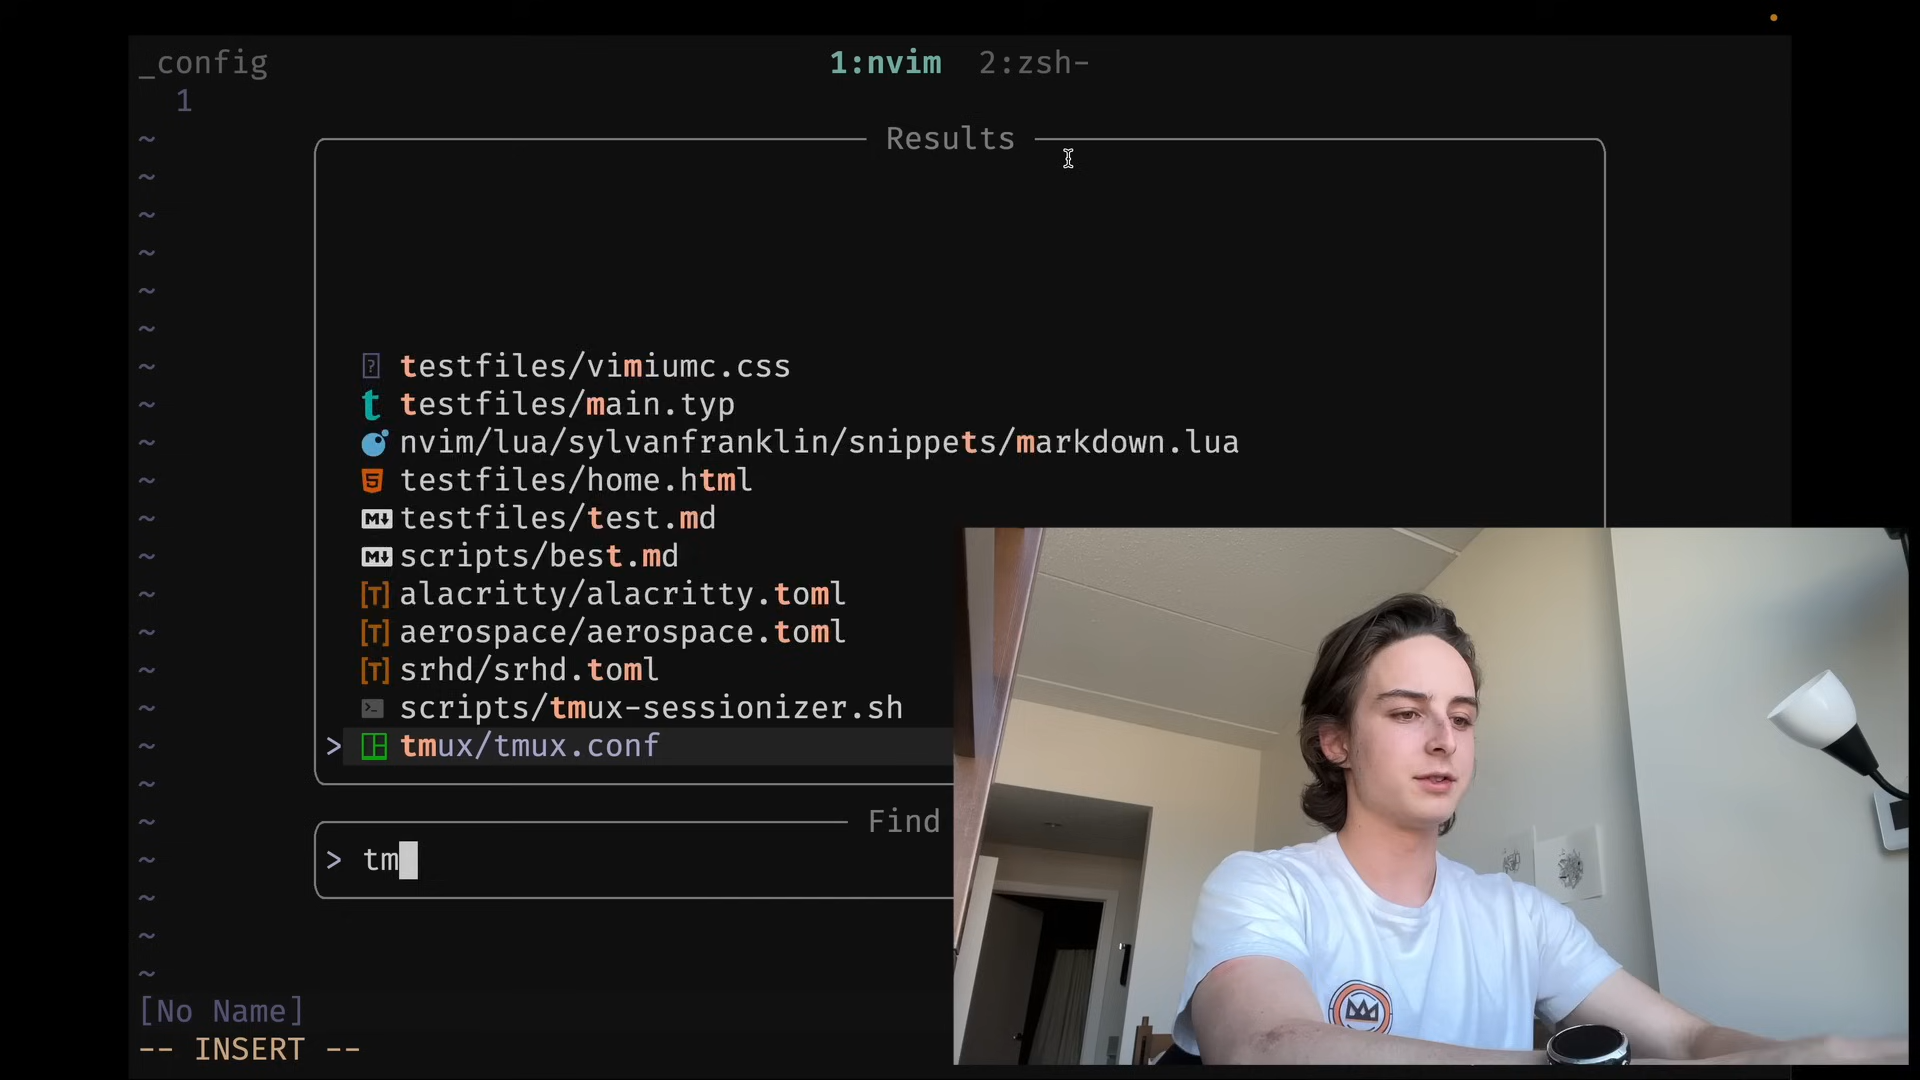 _config 1:nvim 2:zsh-
1
Results
testfiles/vimiumc.css
testfiles/main.typ
nvim/lua/sylvanfranklin/snippets/markdown.lua
testfiles/home.html
testfiles/test.md
scripts/best.md
alacritty/alacritty.toml
aerospace/aerospace.toml
srhd/srhd.toml
scripts/tmux-sessionizer.sh
> tmux/tmux.conf
Find
> tm
[No Name]
-- INSERT --